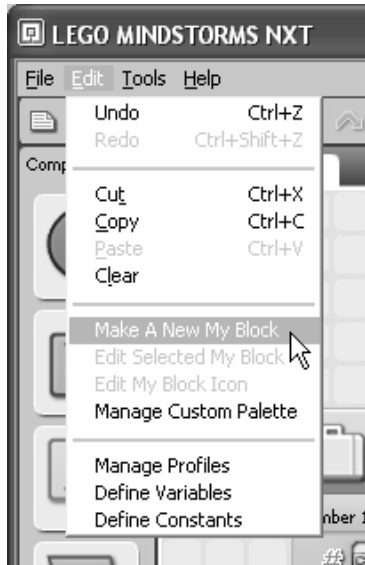 LEGO MINDSTORMS NXT
File Edit Tools Help
Undo Ctrl+Z
Redo Ctrl+Shift+Z
Comp
Cut Ctrl+X
Copy Ctrl+C
Paste Ctrl+V
Clear
Make A New My Block
Edit Selected My Block
Edit My Block Icon
Manage Custom Palette
Manage Profiles
Define Variables
Define Constants
mber 1
#